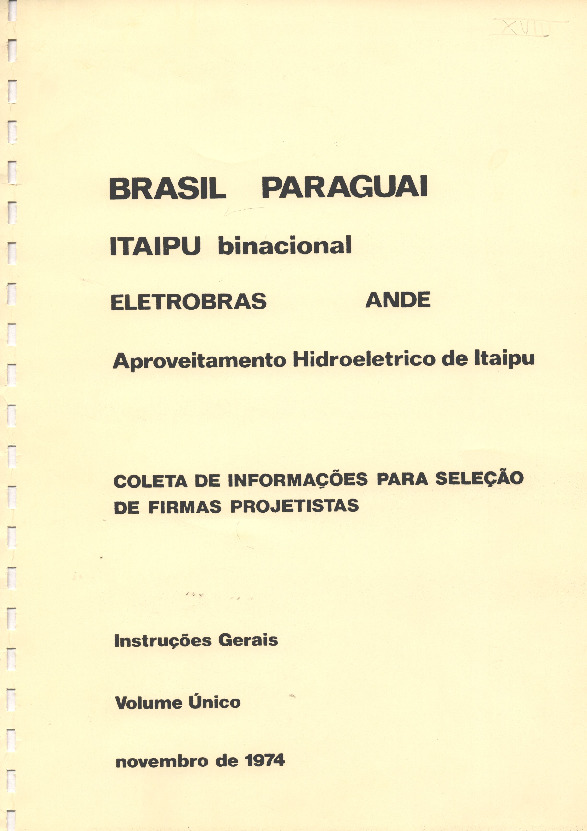 XVIII
BRASIL PARAGUAI
ITAIPU binacional
ELETROBRAS ANDE
Aproveitamento Hidroeletrico de Itaipu
COLETA DE INFORMAÇÕES PARA SELEÇÃO
DE FIRMAS PROJETISTAS
Instruções Gerais
Volume Único
novembro de 1974